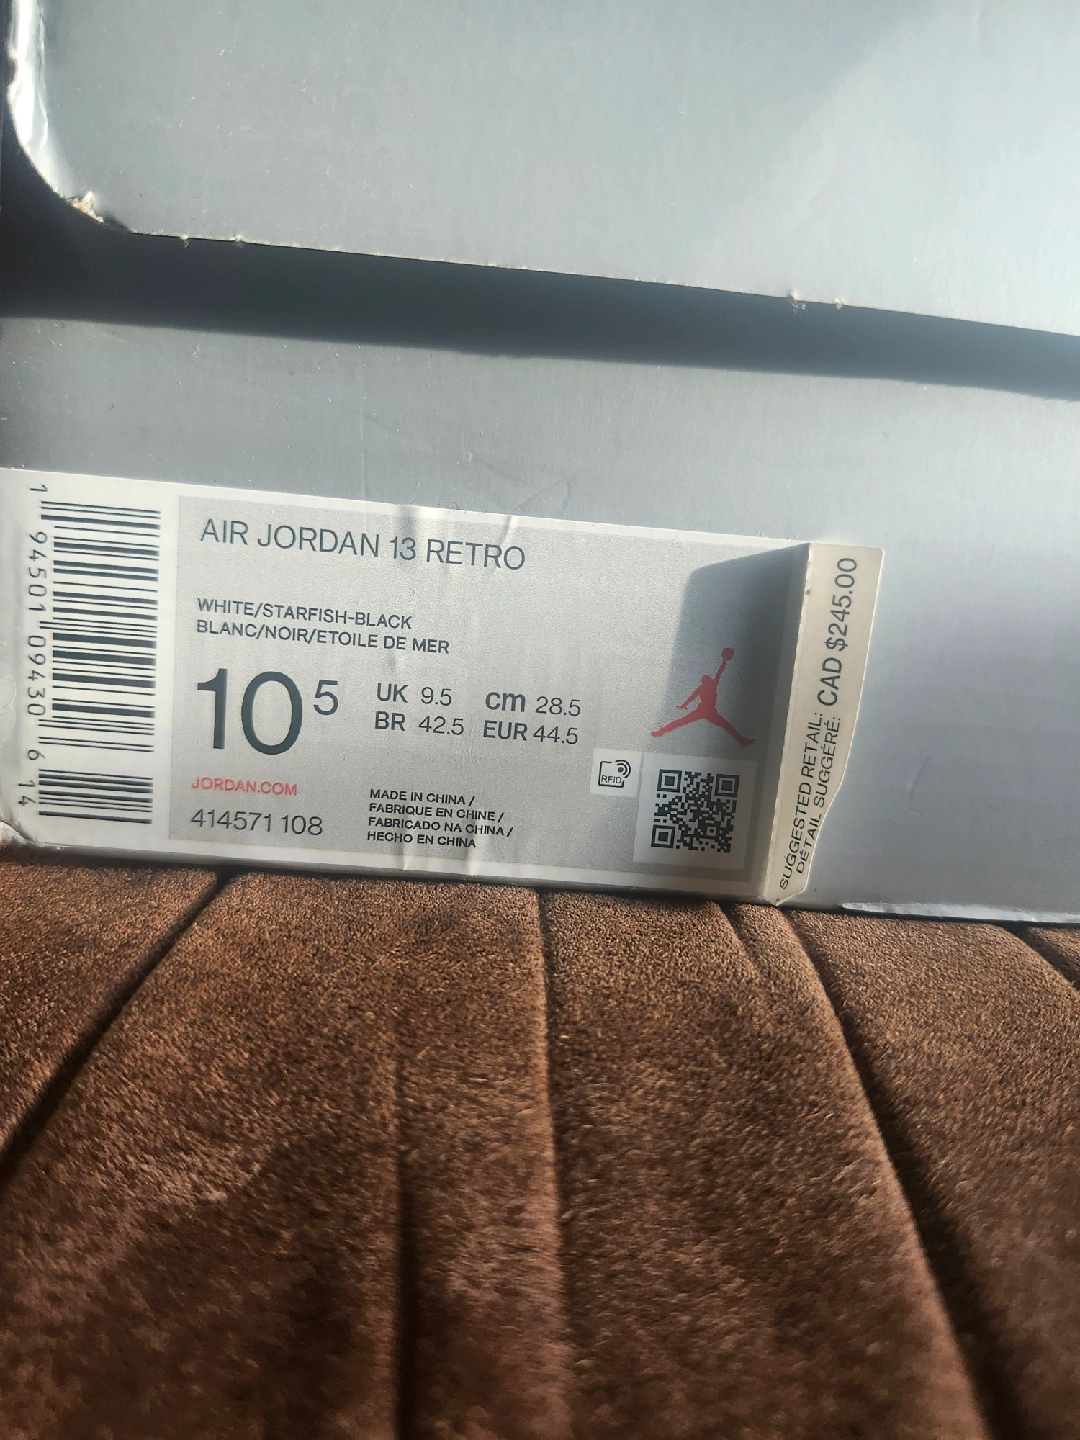 AIR JORDAN 13 RETRO
WHITE/STARFISH-BLACK
BLANC/NOIR/ETOILE DE MER
10 5
UK 9.5 cm 28.5
BR 42.5 EUR 44.5
JORDAN.COM
414571 108
MADE IN CHINA /
FABRIQUE EN CHINE /
FABRICADO NA CHINA /
HECHO EN CHINA
RFID
1 94501 09430 6 14
SUGGESTED RETAIL: CAD $245.00
DÉTAIL SUGGÉRÉ: